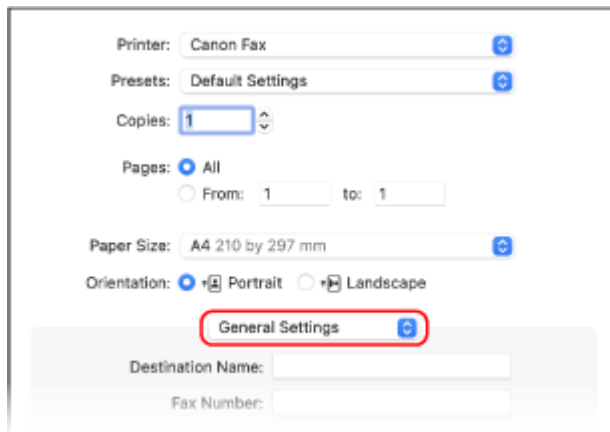 Printer: Canon Fax
Presets: Default Settings
Copies: 1
Pages: All
From: 1 to: 1
Paper Size: A4 210 by 297 mm
Orientation: Portrait Landscape
General Settings
Destination Name:
Fax Number: